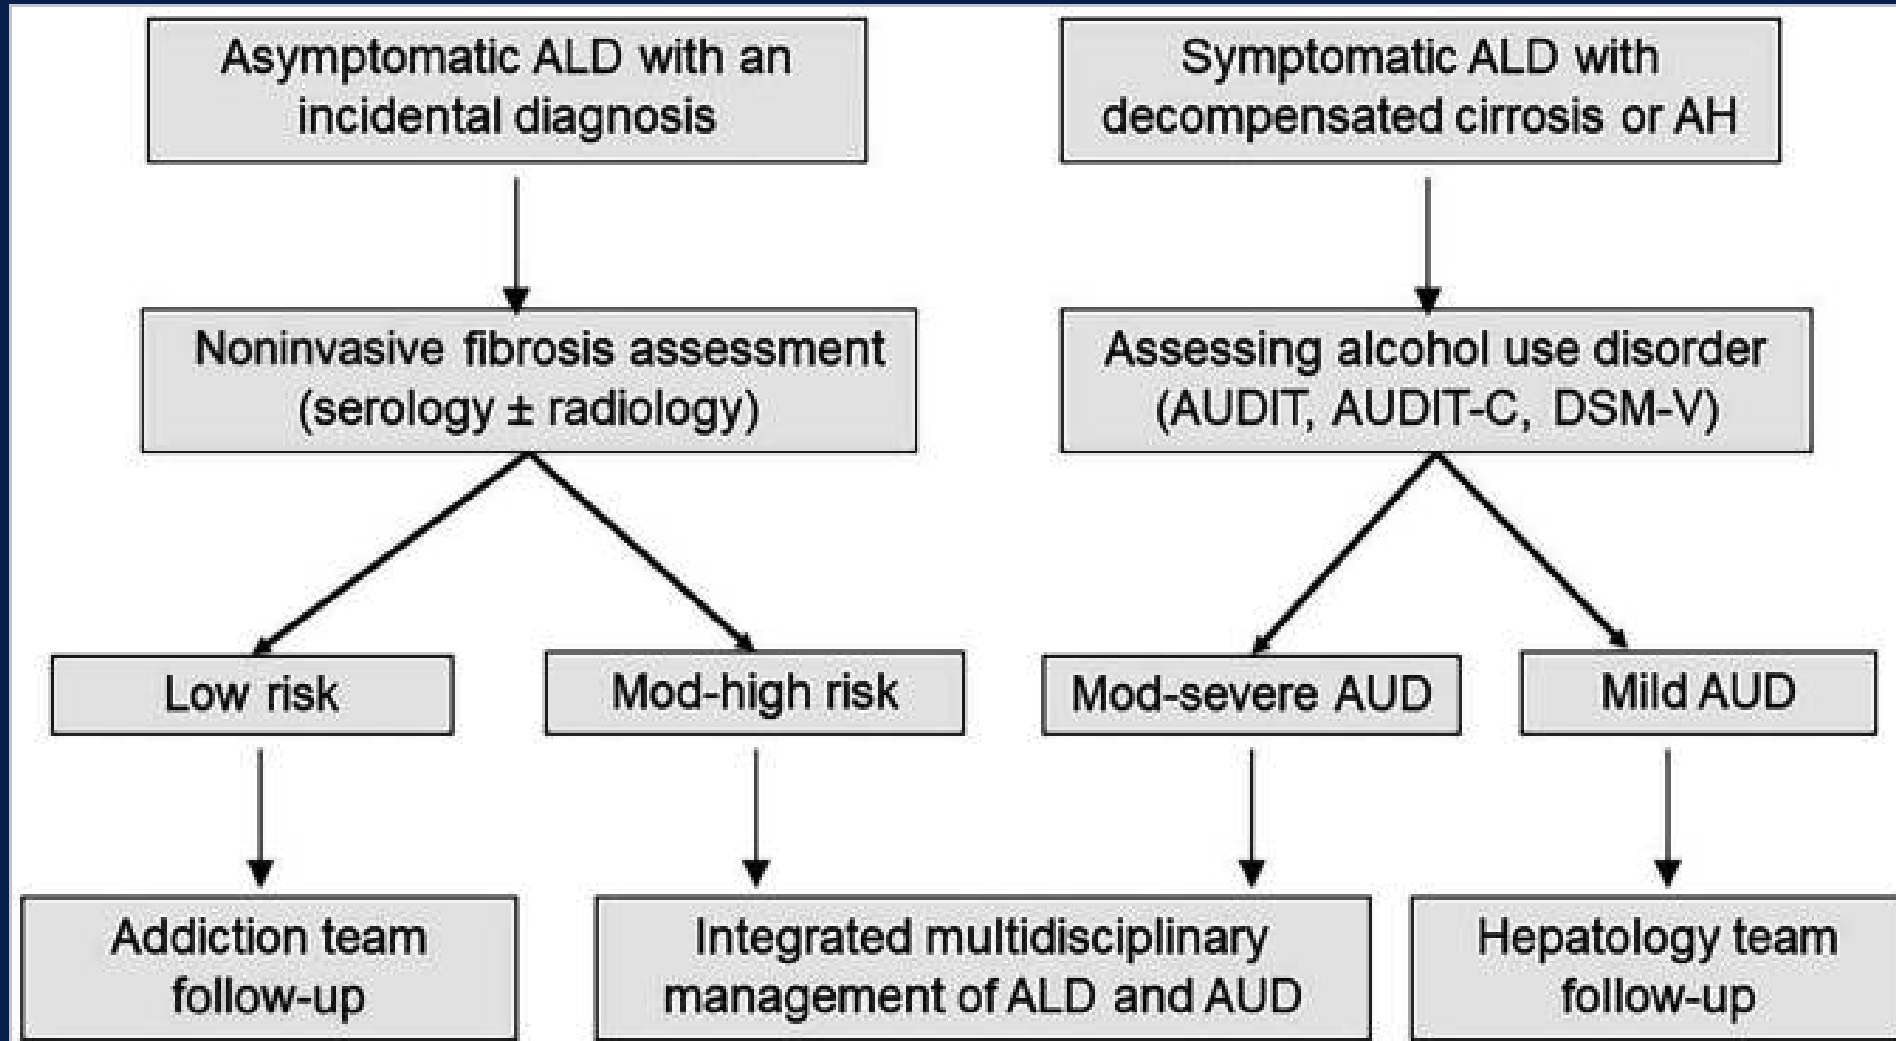 Asymptomatic ALD with an
incidental diagnosis
Symptomatic ALD with
decompensated cirrosis or AH
Noninvasive fibrosis assessment
(serology ± radiology)
Assessing alcohol use disorder
(AUDIT, AUDIT-C, DSM-V)
Low risk
Mod-high risk
Mod-severe AUD
Mild AUD
Addiction team
follow-up
Integrated multidisciplinary
management of ALD and AUD
Hepatology team
follow-up